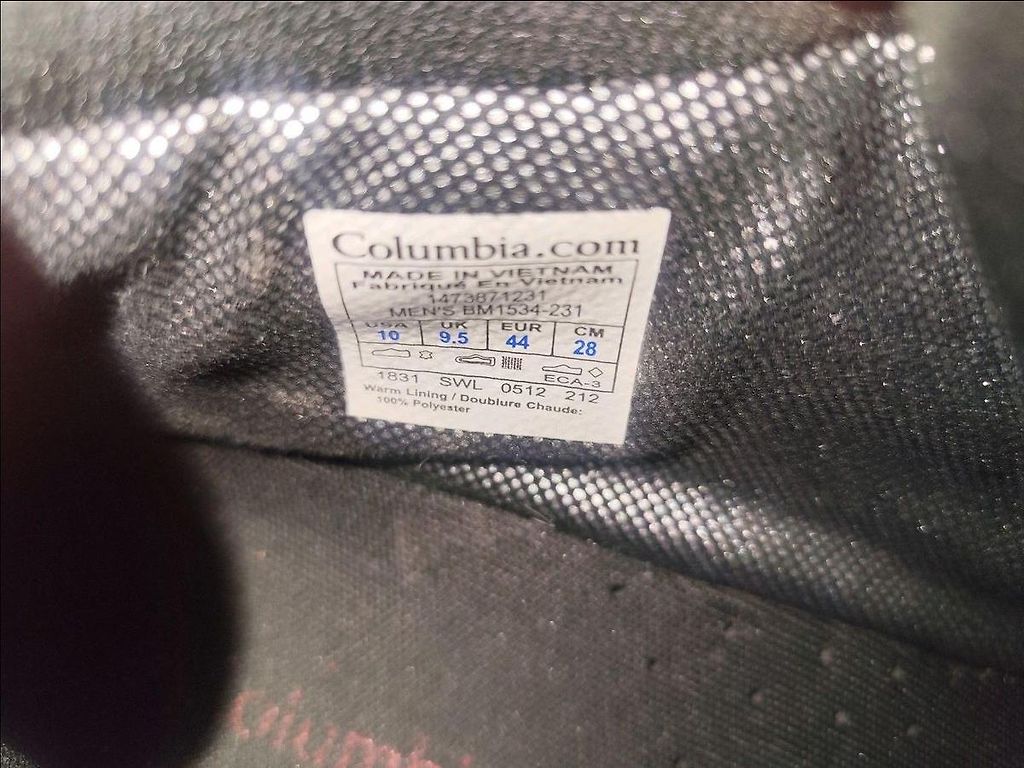 Columbia.com
MADE IN VIETNAM
Fabriqué En Vietnam
1473871231
MEN'S BM1534-231
USA UK EUR CM
10 9.5 44 28
ECA-3
1831 SWL 0512 212
Warm Lining / Doublure Chaude:
100% Polyester